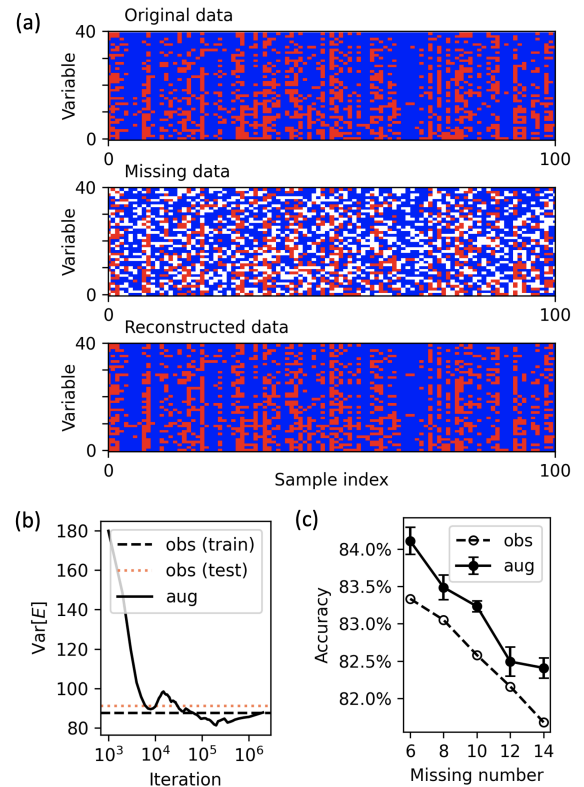 (a)
Original data
40
Variable
0
0 100
Missing data
40
Variable
0
0 100
Reconstructed data
40
Variable
0
0 100
Sample index
(b)
180
160
140
120
100
80
Var[E]
obs (train)
obs (test)
aug
10³ 10⁴ 10⁵ 10⁶
Iteration
(c)
84.0%
83.5%
83.0%
82.5%
82.0%
Accuracy
obs
aug
6 8 10 12 14
Missing number